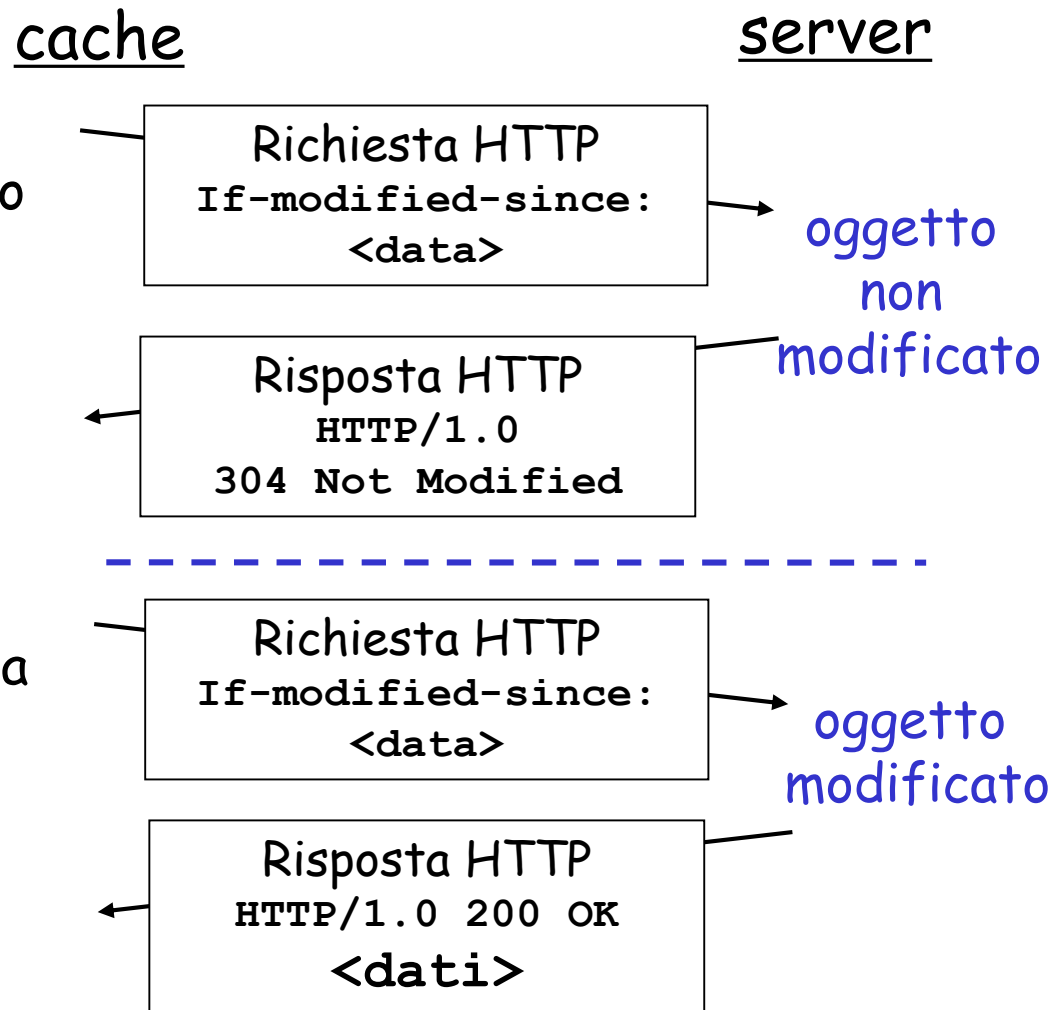 cache
server
Richiesta HTTP
If-modified-since:
<data>
o
oggetto
non
modificato
Risposta HTTP
HTTP/1.0
304 Not Modified
Richiesta HTTP
If-modified-since:
<data>
a
oggetto
modificato
Risposta HTTP
HTTP/1.0 200 OK
<dati>